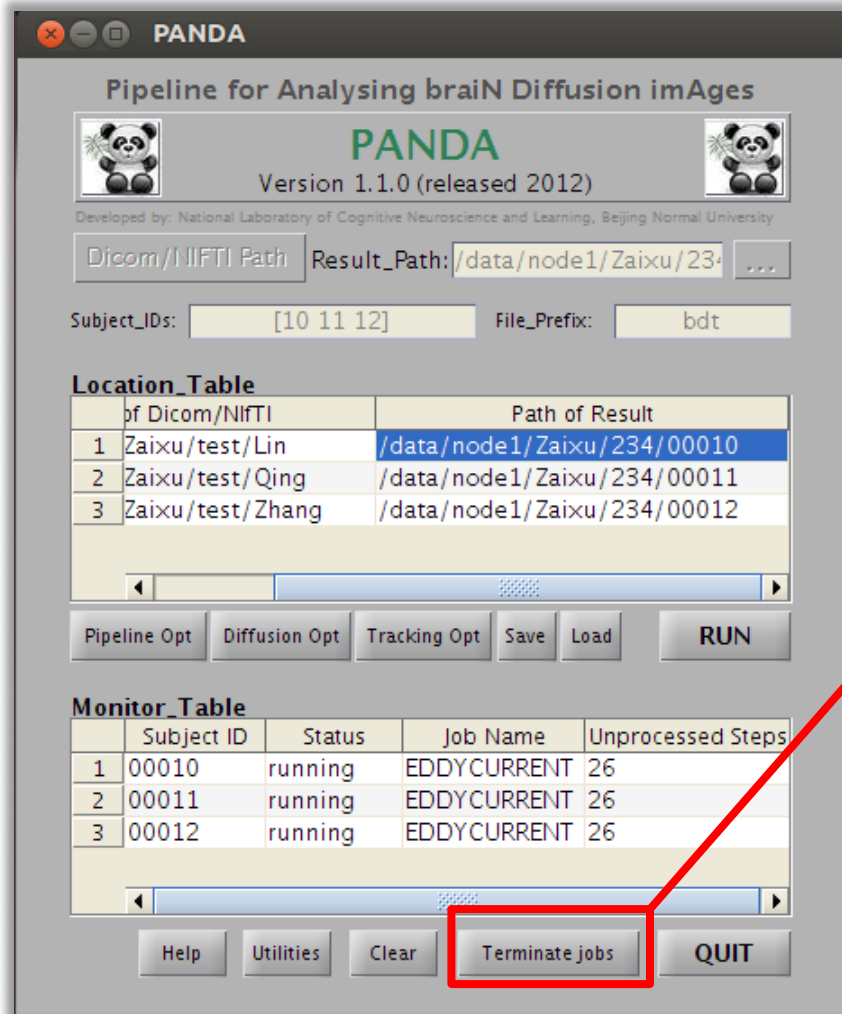 PANDA
Pipeline for Analysing braiN Diffusion imAges
PANDA
Version 1.1.0 (released 2012)
Developed by: National Laboratory of Cognitive Neuroscience and Learning, Beijing Normal University
Dicom/NIFTI Path Result_Path: /data/node1/Zaixu/234 ...
Subject_IDs: [10 11 12] File_Prefix: bdt
Location_Table
of Dicom/NIfTI Path of Result
1 Zaixu/test/Lin /data/node1/Zaixu/234/00010
2 Zaixu/test/Qing /data/node1/Zaixu/234/00011
3 Zaixu/test/Zhang /data/node1/Zaixu/234/00012
Pipeline Opt Diffusion Opt Tracking Opt Save Load RUN
Monitor_Table
Subject ID Status Job Name Unprocessed Steps
1 00010 running EDDYCURRENT 26
2 00011 running EDDYCURRENT 26
3 00012 running EDDYCURRENT 26
Help Utilities Clear Terminate jobs QUIT